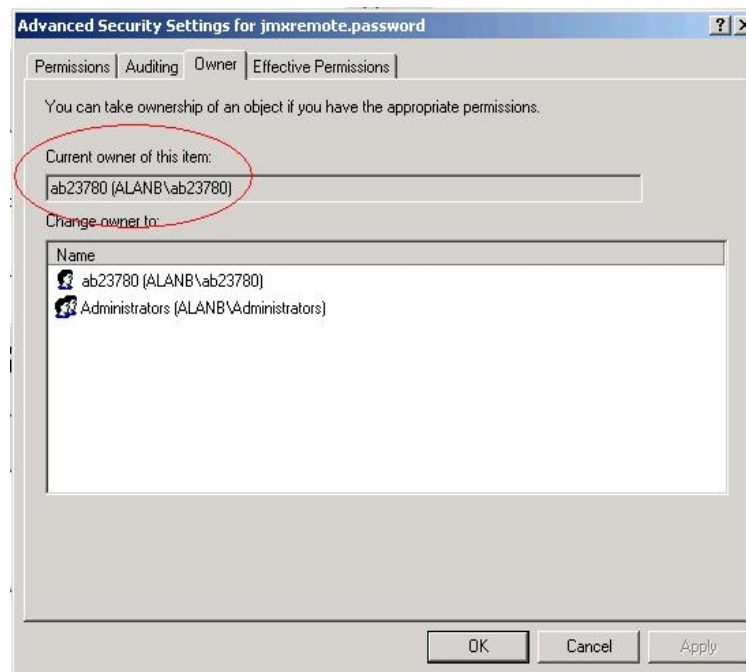 Advanced Security Settings for jmxremote.password
Permissions Auditing Owner Effective Permissions
You can take ownership of an object if you have the appropriate permissions.
Current owner of this item:
ab23780 (ALANB\ab23780)
Change owner to:
Name
ab23780 (ALANB\ab23780)
Administrators (ALANB\Administrators)
OK Cancel Apply